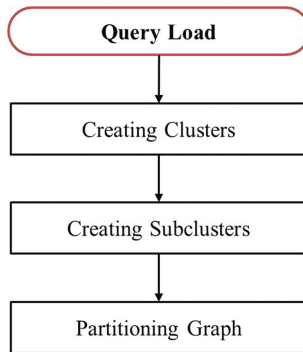 Query Load
Creating Clusters
Creating Subclusters
Partitioning Graph